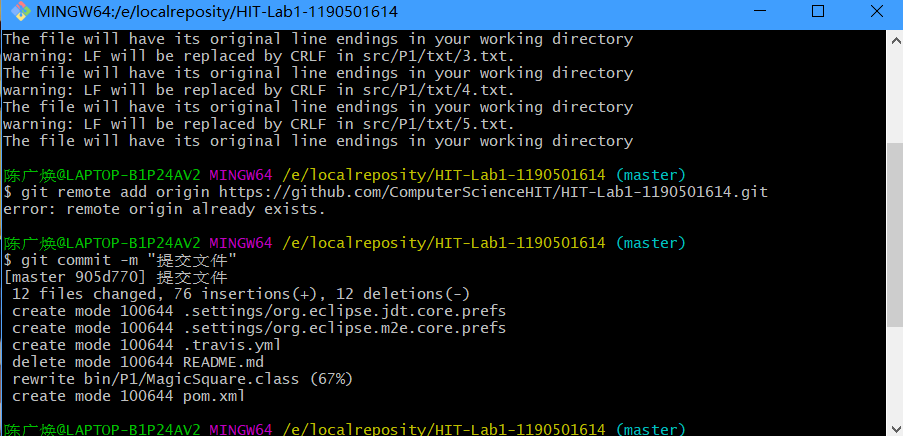 MINGW64:/e/localreposity/HIT-Lab1-1190501614
The file will have its original line endings in your working directory
warning: LF will be replaced by CRLF in src/P1/txt/3.txt.
The file will have its original line endings in your working directory
warning: LF will be replaced by CRLF in src/P1/txt/4.txt.
The file will have its original line endings in your working directory
warning: LF will be replaced by CRLF in src/P1/txt/5.txt.
The file will have its original line endings in your working directory
陈广焕@LAPTOP-B1P24AV2 MINGW64 /e/localreposity/HIT-Lab1-1190501614 (master)
$ git remote add origin https://github.com/ComputerScienceHIT/HIT-Lab1-1190501614.git
error: remote origin already exists.
陈广焕@LAPTOP-B1P24AV2 MINGW64 /e/localreposity/HIT-Lab1-1190501614 (master)
$ git commit -m "提交文件"
[master 905d770] 提交文件
12 files changed, 76 insertions(+), 12 deletions(-)
create mode 100644 .settings/org.eclipse.jdt.core.prefs
create mode 100644 .settings/org.eclipse.m2e.core.prefs
create mode 100644 .travis.yml
delete mode 100644 README.md
rewrite bin/P1/MagicSquare.class (67%)
create mode 100644 pom.xml
陈广焕@LAPTOP-B1P24AV2 MINGW64 /e/localreposity/HIT-Lab1-1190501614 (master)